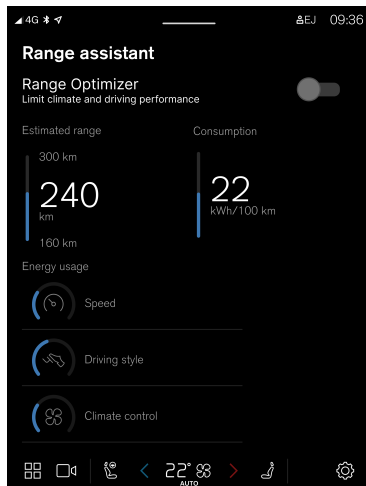 4G EJ 09:36
Range assistant
Range Optimizer
Limit climate and driving performance
Estimated range Consumption
300 km
240 22
km kWh/100 km
160 km
Energy usage
Speed
Driving style
Climate control
22°
AUTO